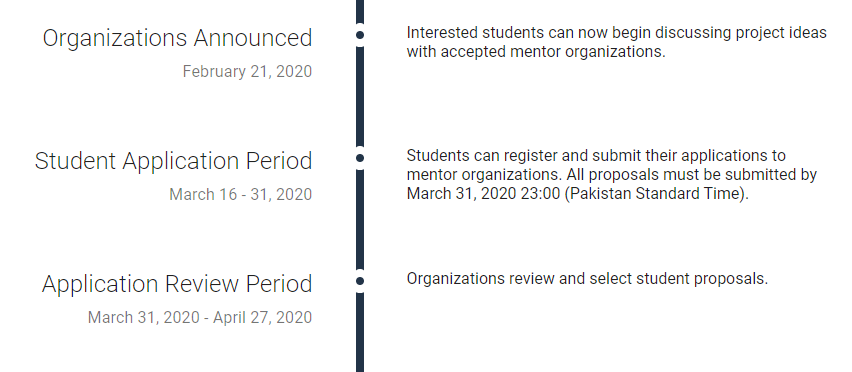 Organizations Announced
February 21, 2020
Interested students can now begin discussing project ideas
with accepted mentor organizations.
Student Application Period
March 16 - 31, 2020
Students can register and submit their applications to
mentor organizations. All proposals must be submitted by
March 31, 2020 23:00 (Pakistan Standard Time).
Application Review Period
March 31, 2020 - April 27, 2020
Organizations review and select student proposals.